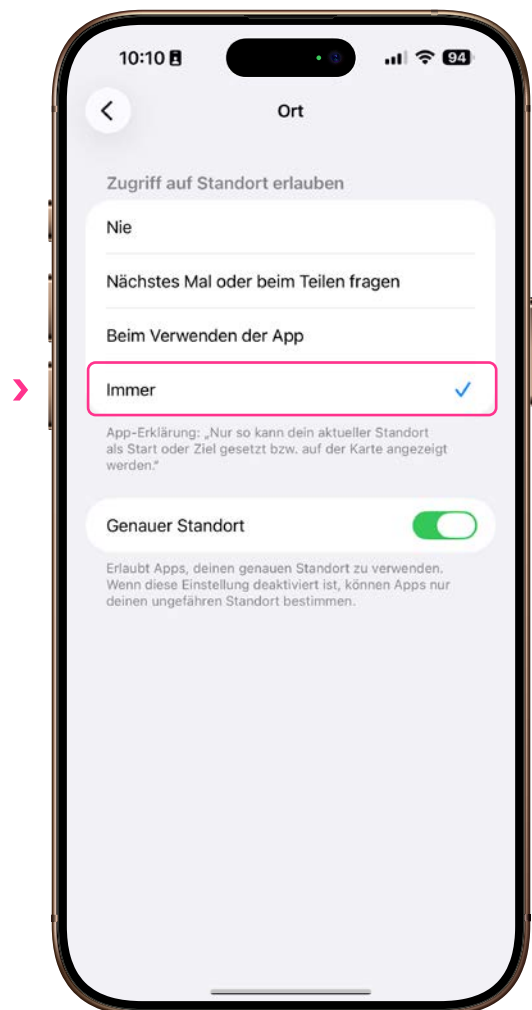 10:10
94
Ort
Zugriff auf Standort erlauben
Nie
Nächstes Mal oder beim Teilen fragen
Beim Verwenden der App
Immer
App-Erklärung: „Nur so kann dein aktueller Standort
als Start oder Ziel gesetzt bzw. auf der Karte angezeigt
werden.“
Genauer Standort
Erlaubt Apps, deinen genauen Standort zu verwenden.
Wenn diese Einstellung deaktiviert ist, können Apps nur
deinen ungefähren Standort bestimmen.